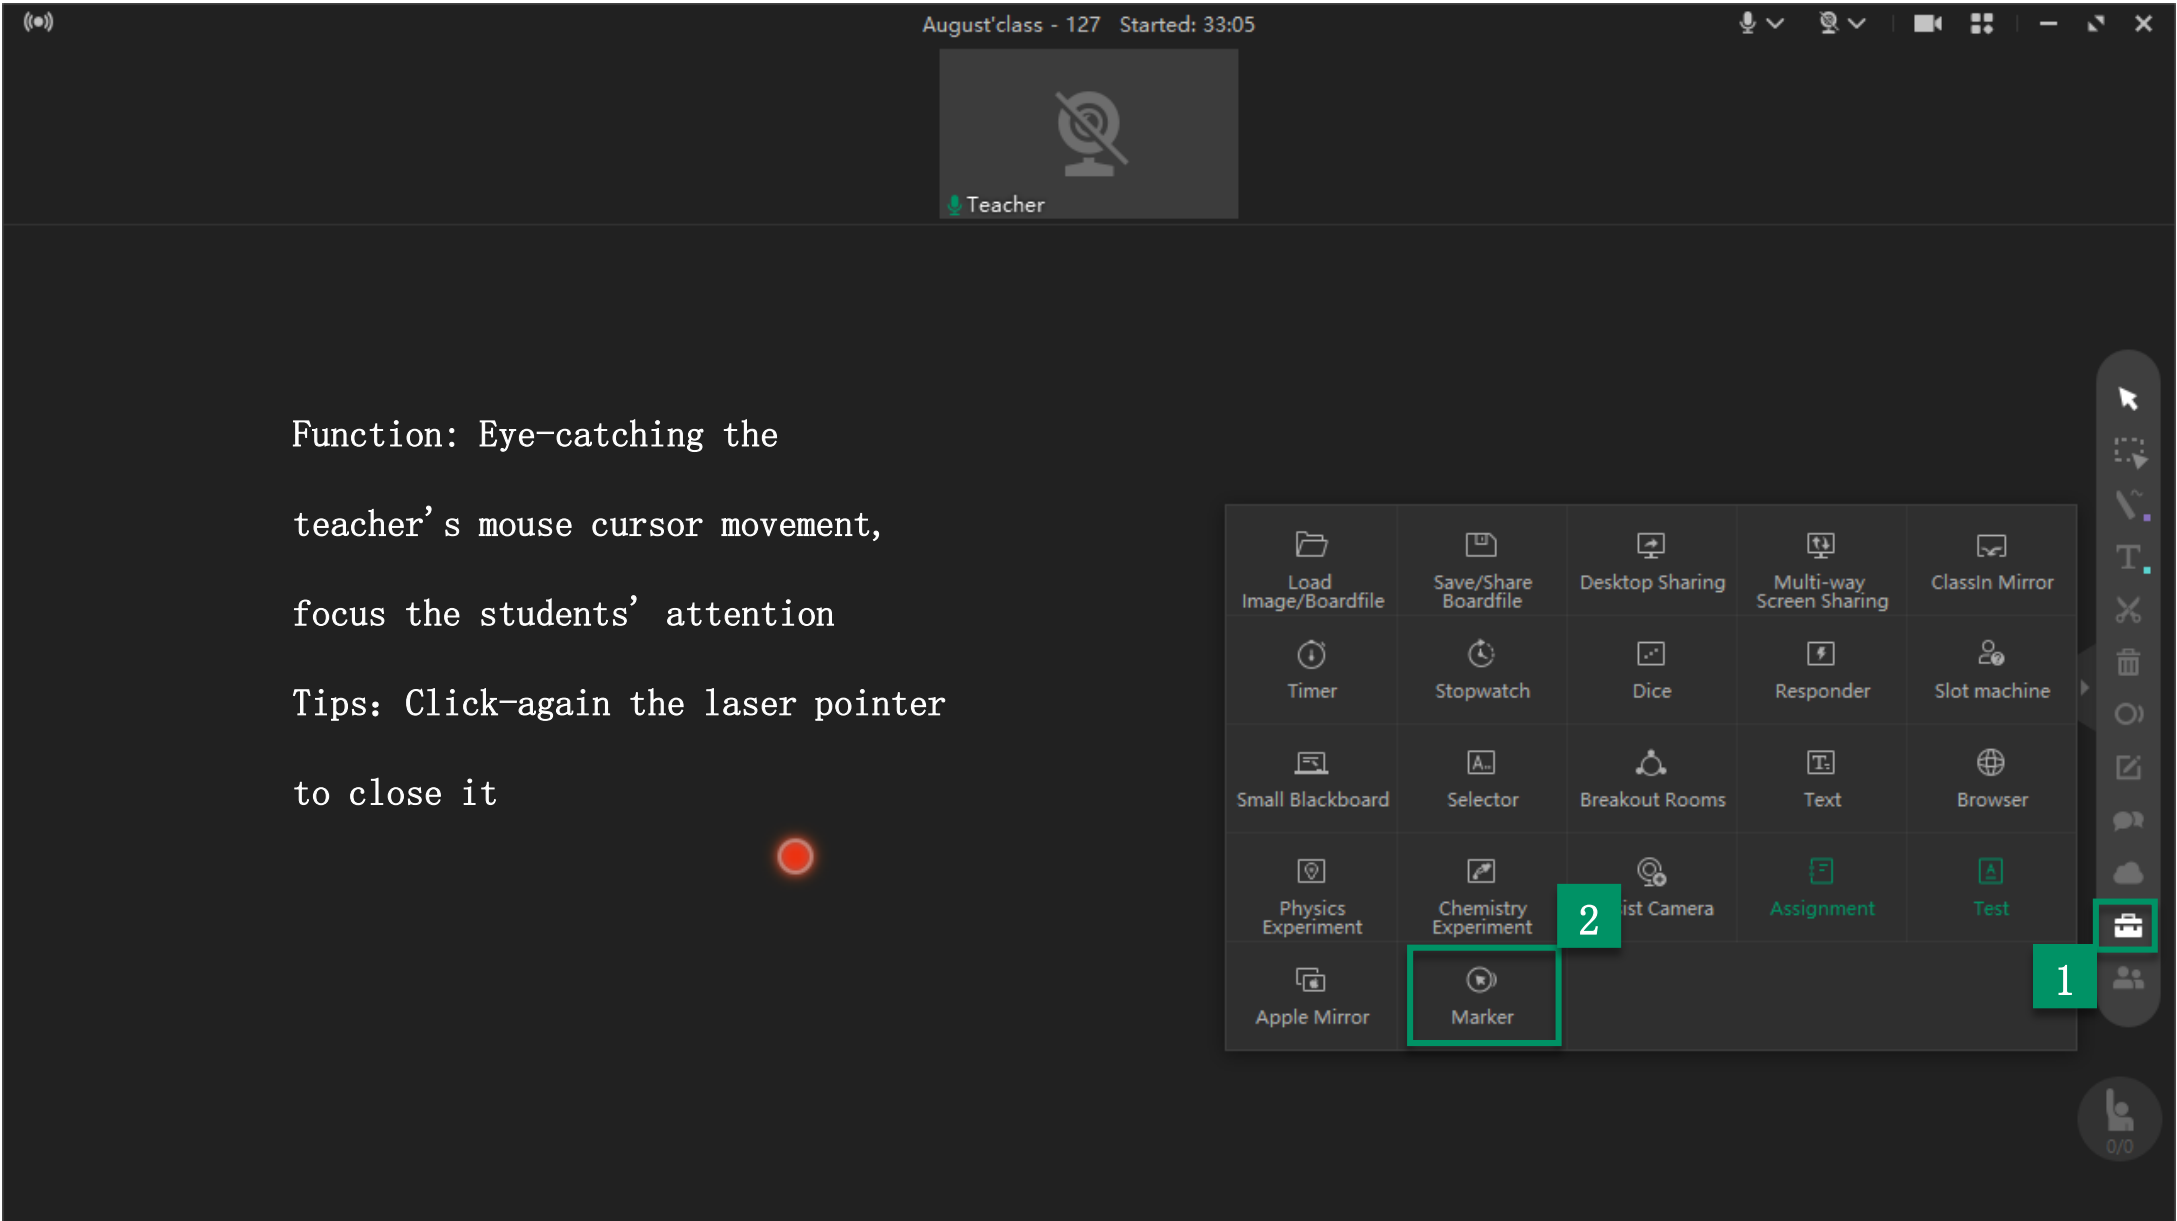 August'class - 127 Started: 33:05
Teacher
Function: Eye-catching the
teacher's mouse cursor movement,
focus the students' attention
Tips: Click-again the laser pointer
to close it
Load
Image/Boardfile
Save/Share
Boardfile
Desktop Sharing
Multi-way
Screen Sharing
ClassIn Mirror
Timer
Stopwatch
Dice
Responder
Slot machine
Small Blackboard
Selector
Breakout Rooms
Text
Browser
Physics
Experiment
Chemistry
Experiment
2
Camera
Assignment
Test
1
Apple Mirror
Marker
0/0